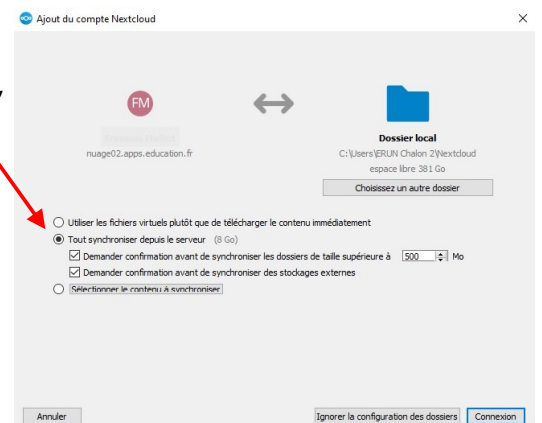 Ajout du compte Nextcloud
FM
nuage02.apps.education.fr
Dossier local
C:\Users\ERUN Chalon 2\Nextcloud
espace libre 381 Go
Choisissez un autre dossier
Utiliser les fichiers virtuels plutôt que de télécharger le contenu immédiatement
Tout synchroniser depuis le serveur (8 Go)
Demander confirmation avant de synchroniser les dossiers de taille supérieure à 500 Mo
Demander confirmation avant de synchroniser des stockages externes
Sélectionner le contenu à synchroniser
Annuler
Ignorer la configuration des dossiers
Connexion